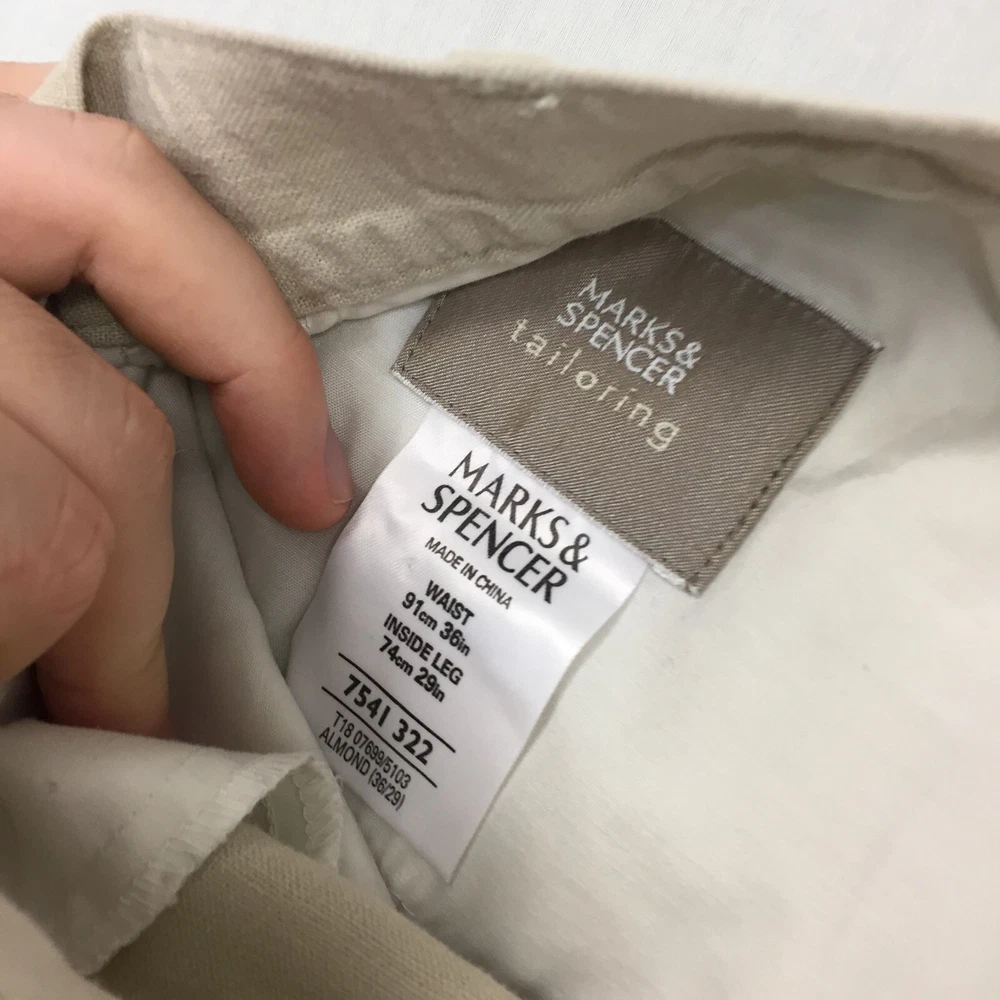 MARKS&
SPENCER
tailoring
MARKS&
SPENCER
MADE IN CHINA
WAIST
91cm 36in
INSIDE LEG
74cm 29in
7541 322
T18 07699/5103
ALMOND (36/29)